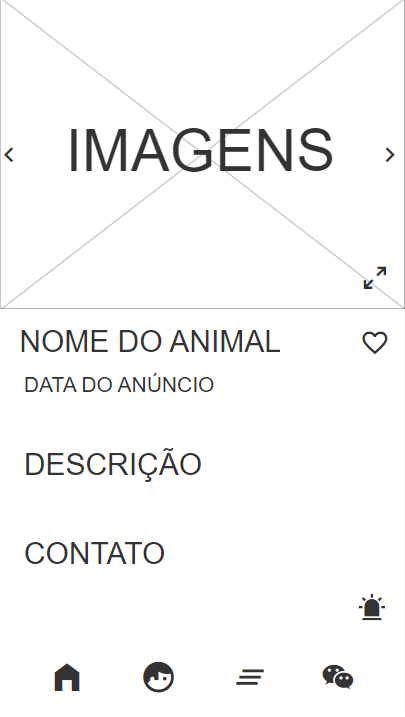 IMAGENS
NOME DO ANIMAL
DATA DO ANÚNCIO
DESCRIÇÃO
CONTATO